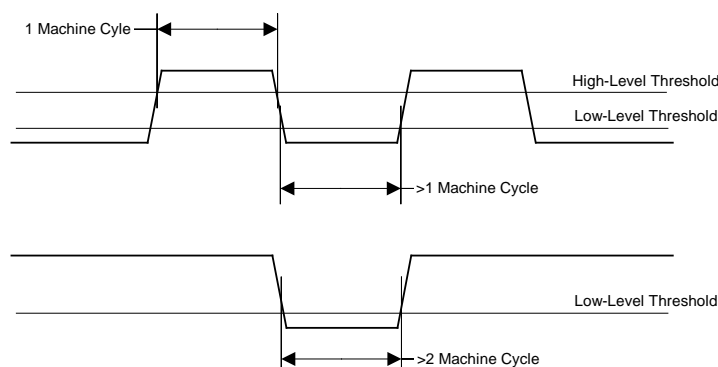 1 Machine Cyle
High-Level Threshold
Low-Level Threshold
>1 Machine Cycle
Low-Level Threshold
>2 Machine Cycle